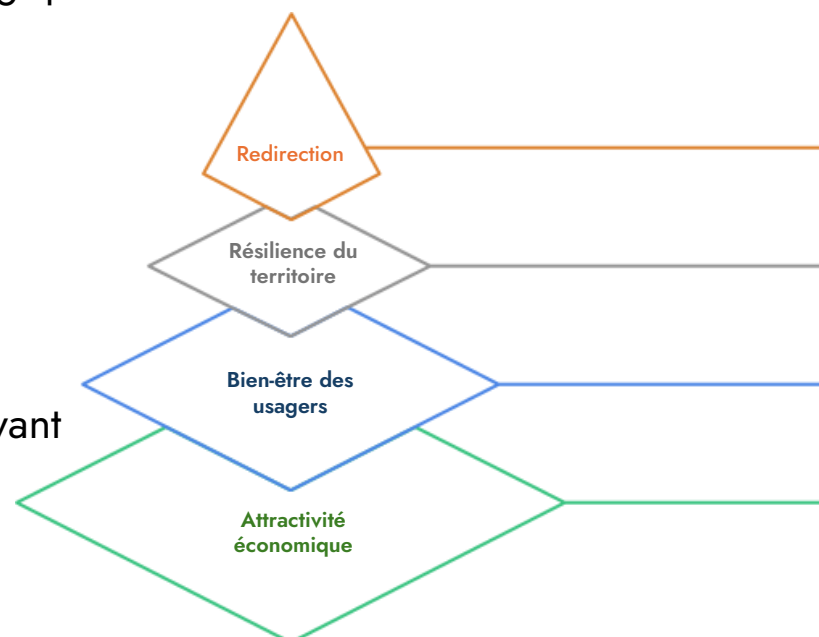 Redirection
Résilience du
territoire
Bien-être des
usagers
vant
Attractivité
économique